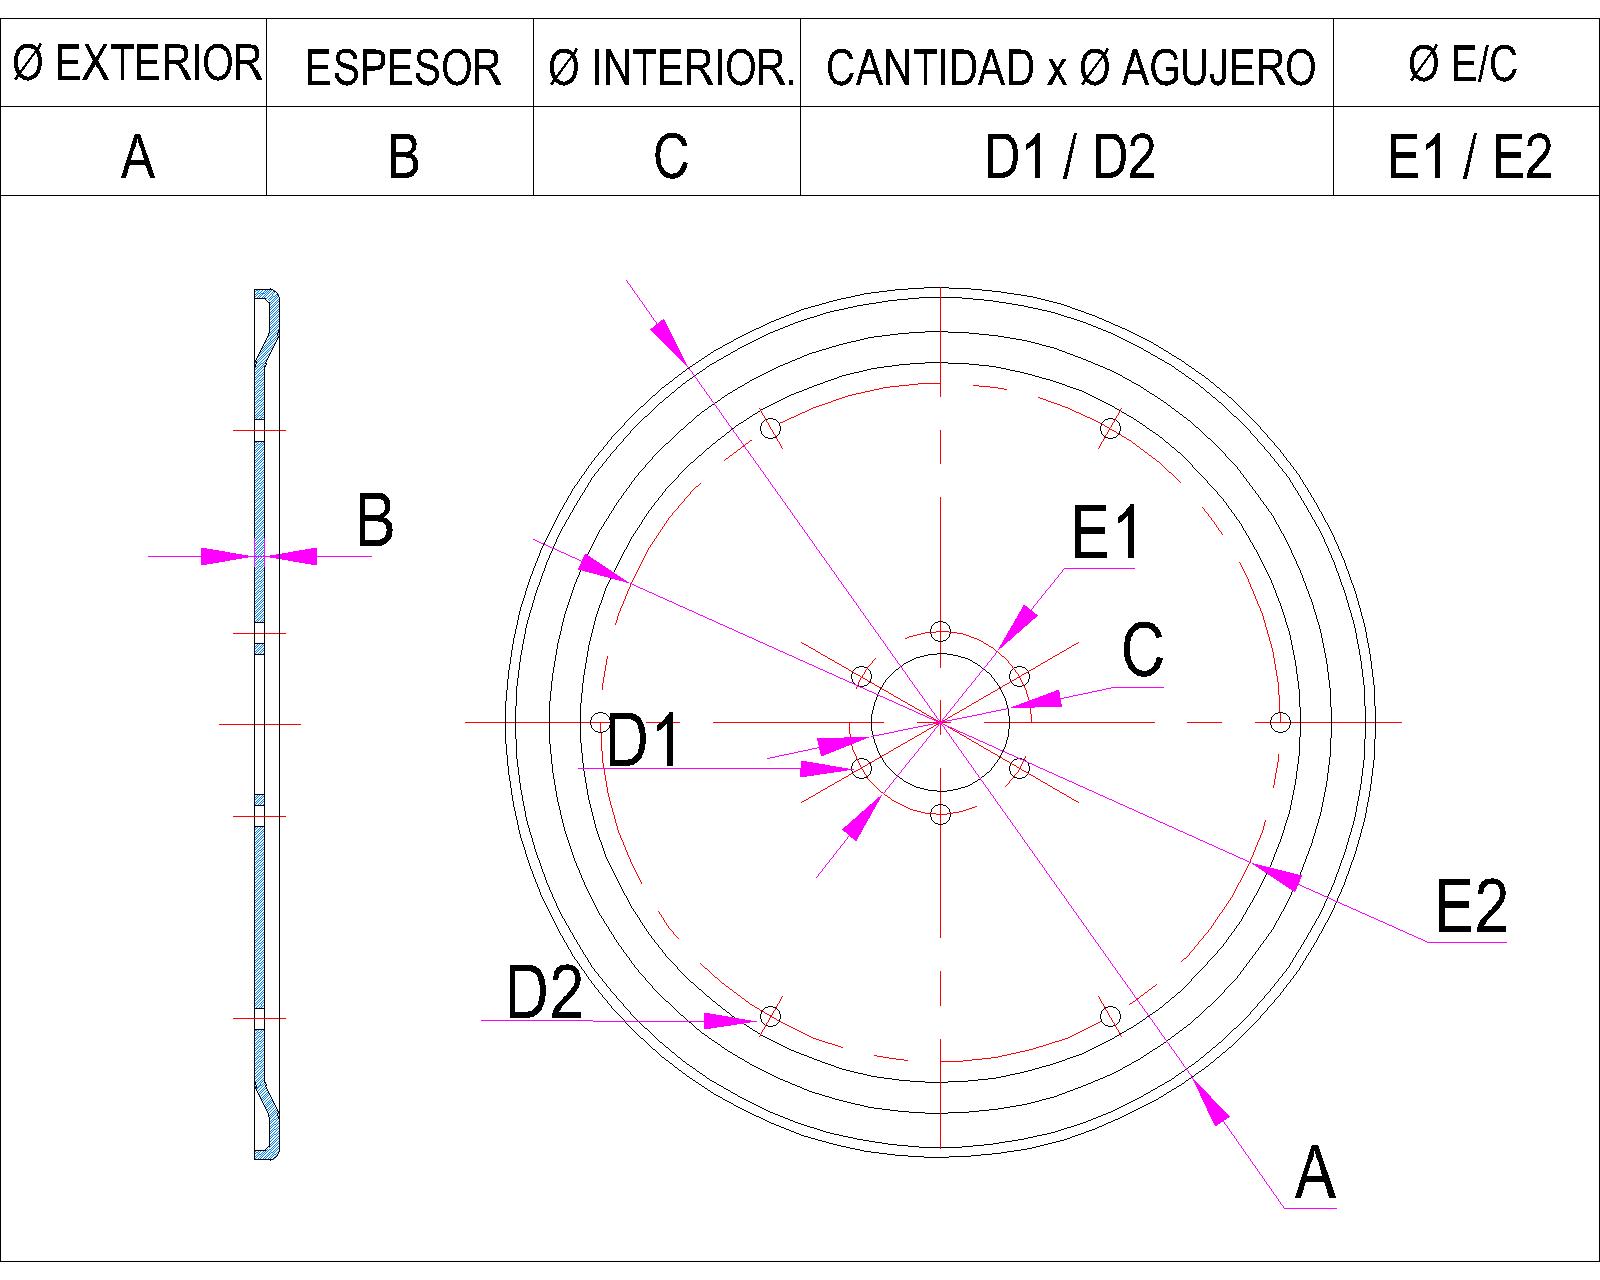 Ø EXTERIOR ESPESOR Ø INTERIOR. CANTIDAD x Ø AGUJERO Ø E/C
A B C D1 / D2 E1 / E2
B
E1
C
D1
E2
D2
A